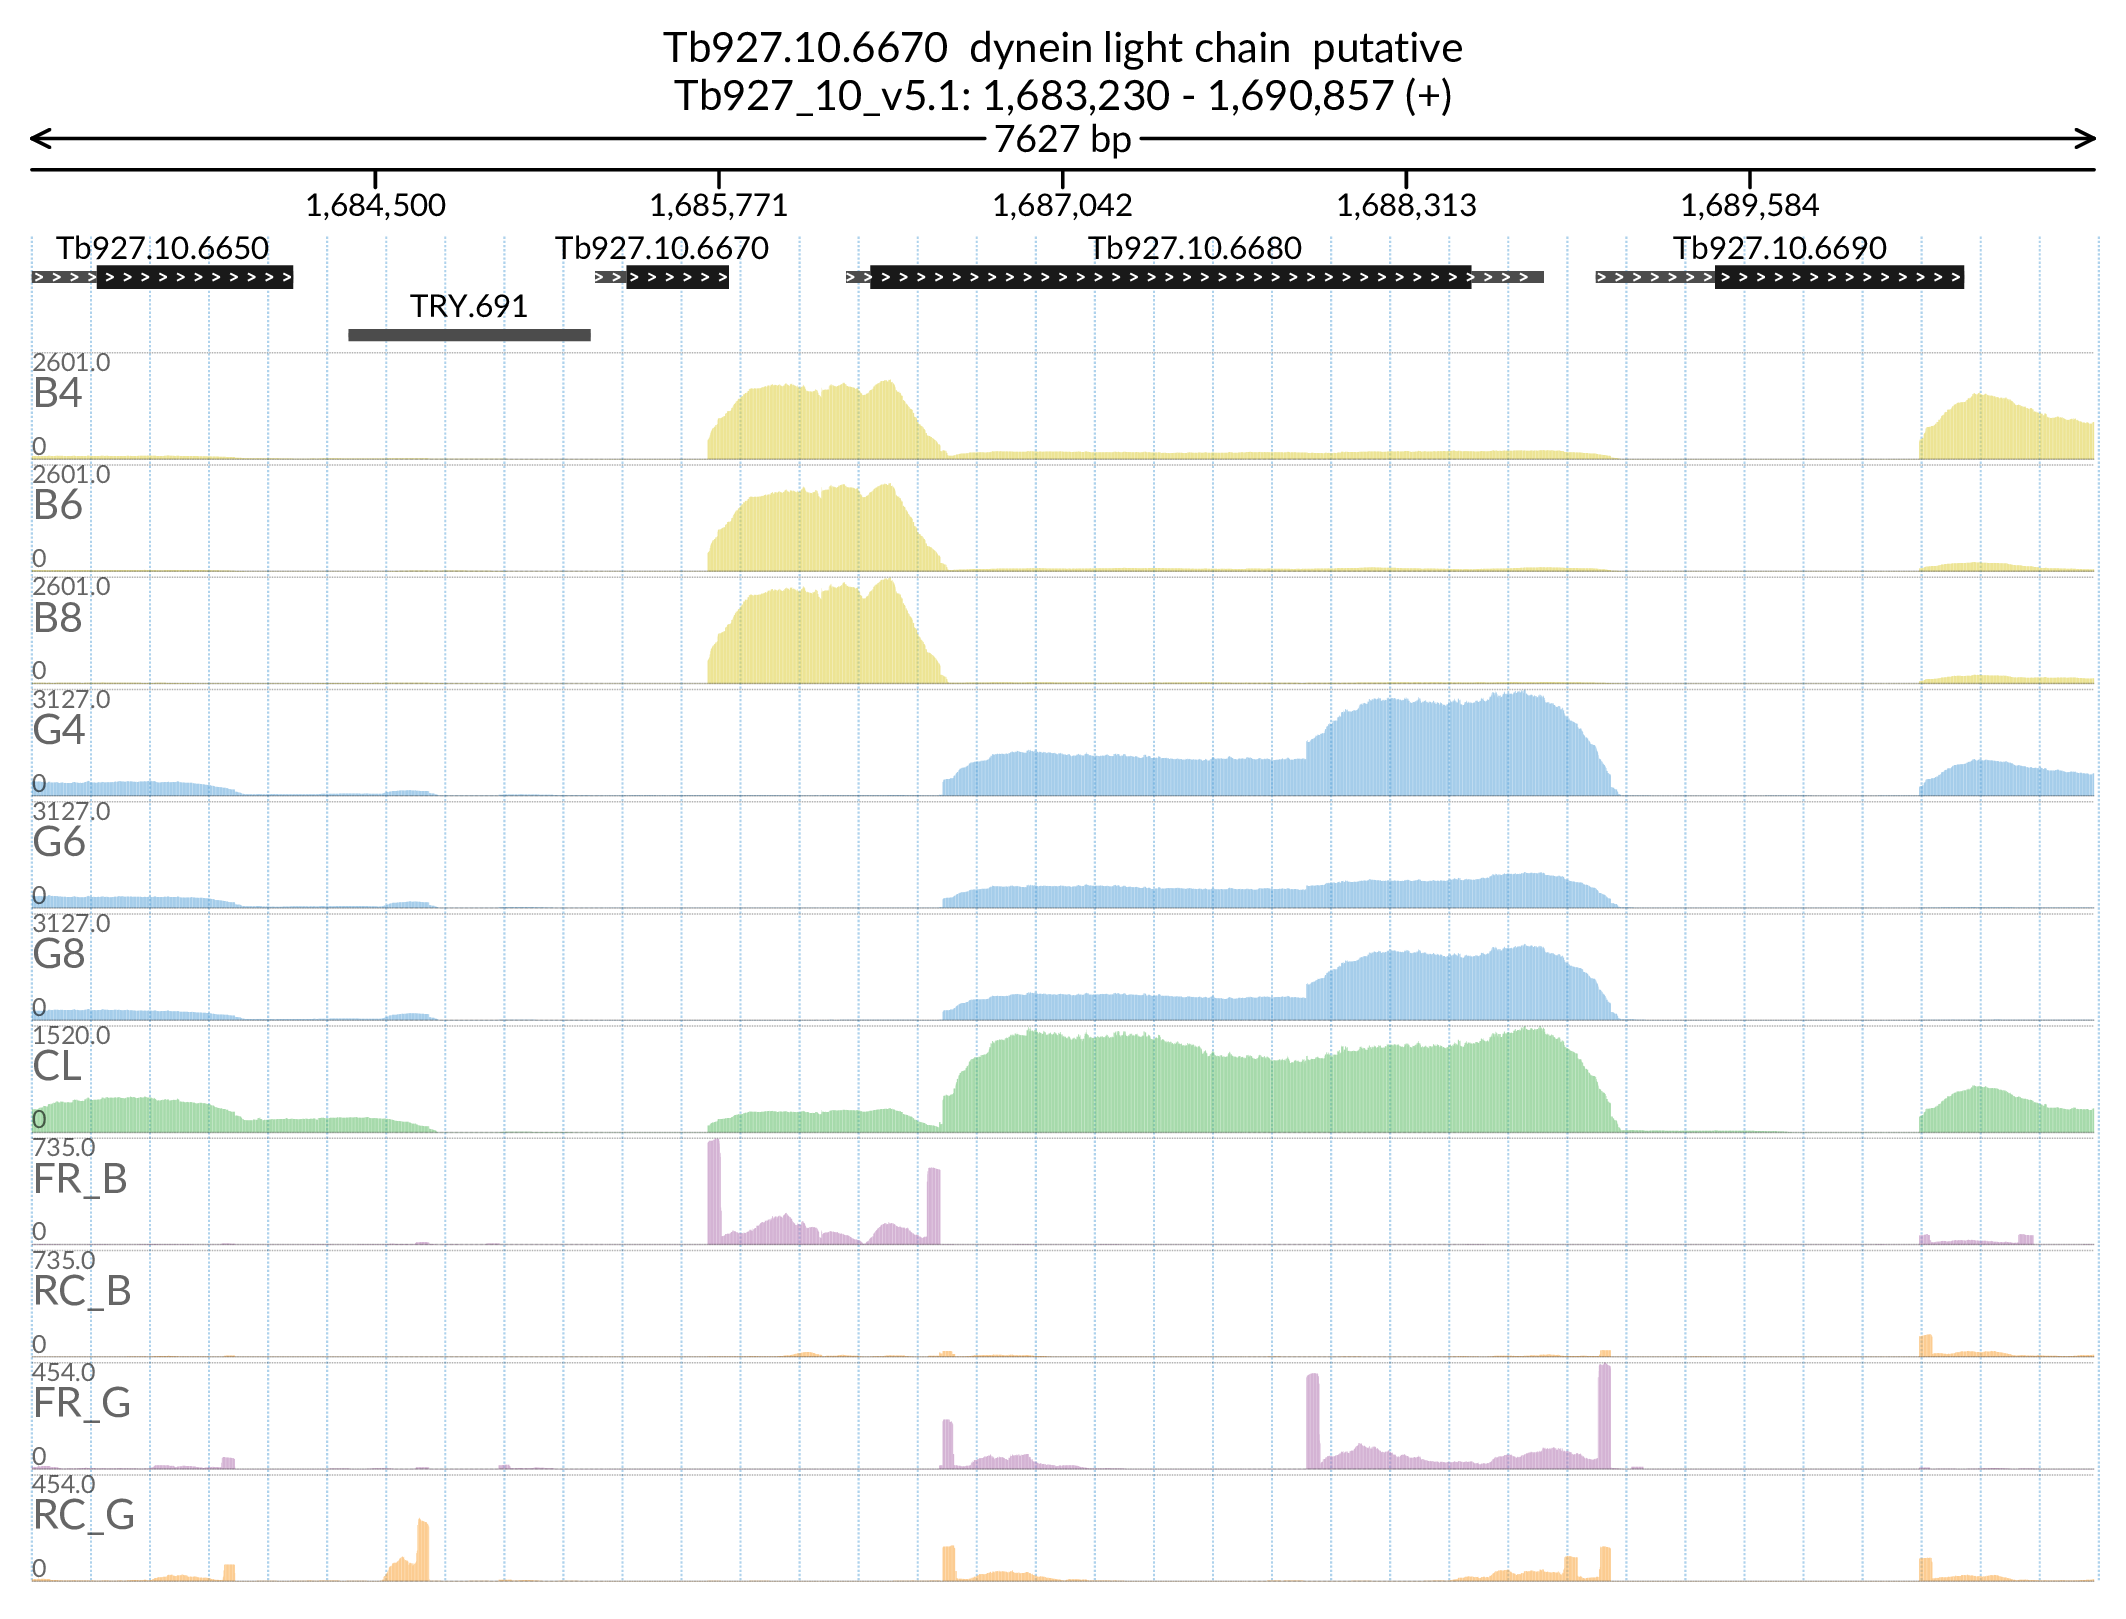 Tb927.10.6670 dynein light chain putative
Tb927_10_v5.1: 1,683,230 - 1,690,857 (+)
7627 bp
1,684,500 1,685,771 1,687,042 1,688,313 1,689,584
Tb927.10.6650 Tb927.10.6670 Tb927.10.6680 Tb927.10.6690
TRY.691
2601.0
B4
0
2601.0
B6
0
2601.0
B8
0
3127.0
G4
0
3127.0
G6
0
3127.0
G8
0
1520.0
CL
0
735.0
FR_B
0
735.0
RC_B
0
454.0
FR_G
0
454.0
RC_G
0